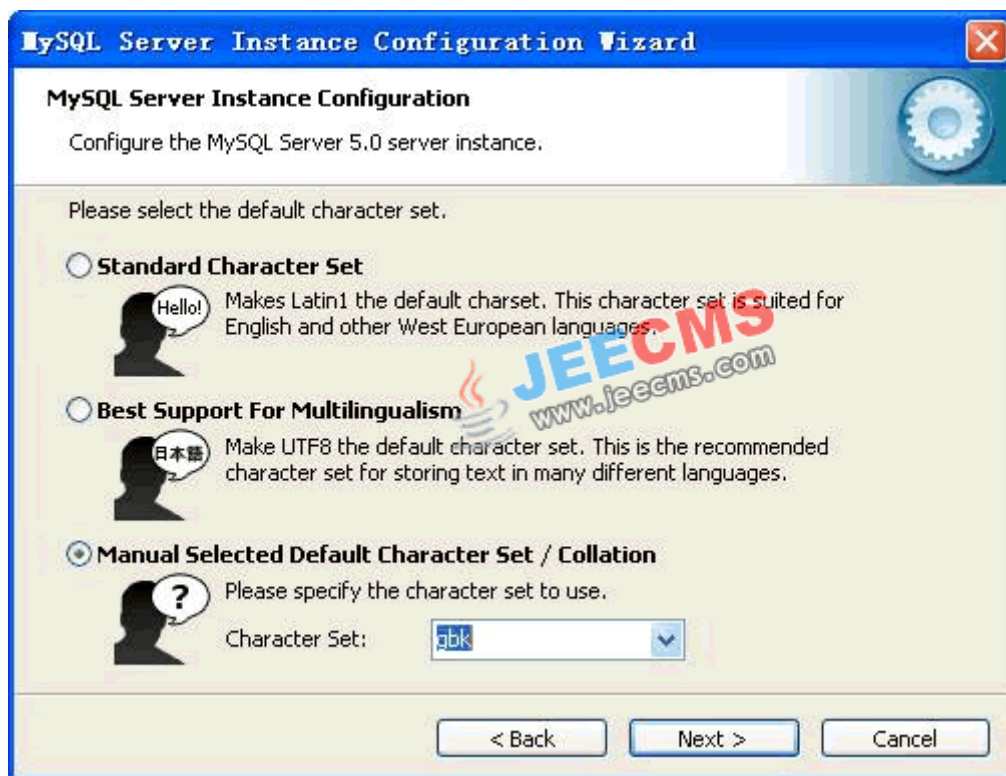 MySQL Server Instance Configuration Wizard
MySQL Server Instance Configuration
Configure the MySQL Server 5.0 server instance.
Please select the default character set.
Standard Character Set
Hello!
Makes Latin1 the default charset. This character set is suited for
English and other West European languages.
JEECMS
www.jeecms.com
Best Support For Multilingualism
日本語
Make UTF8 the default character set. This is the recommended
character set for storing text in many different languages.
Manual Selected Default Character Set / Collation
?
Please specify the character set to use.
Character Set: gbk
< Back Next > Cancel